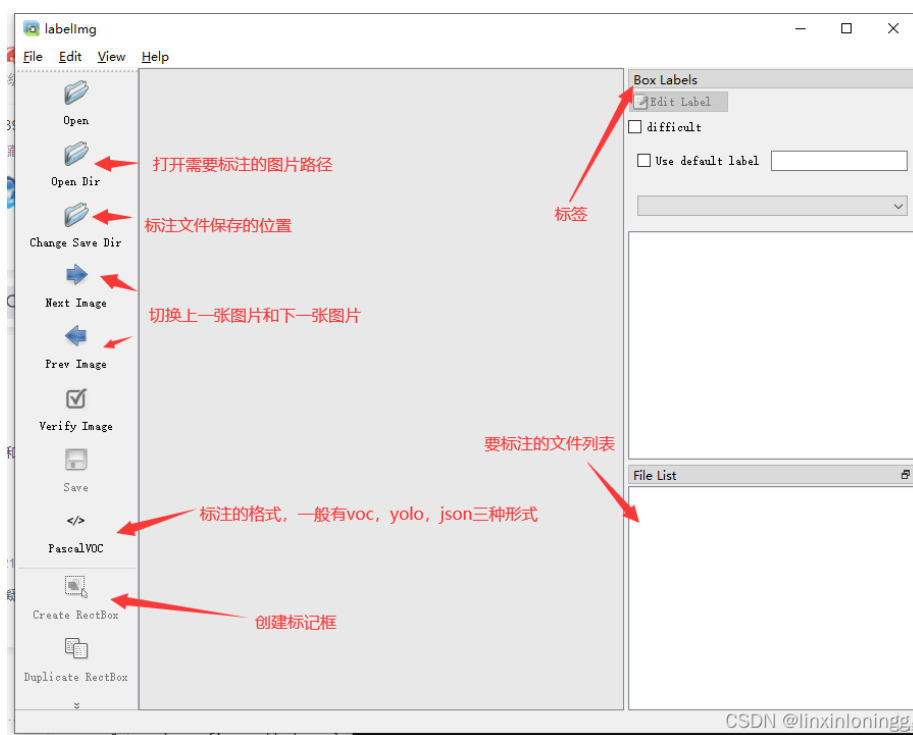 labelImg
File Edit View Help
Open
Open Dir
打开需要标注的图片路径
Change Save Dir
标注文件保存的位置
Next Image
切换上一张图片和下一张图片
Prev Image
Verify Image
Save
标注的格式，一般有voc，yolo，json三种形式
</>
PascalVOC
Create RectBox
创建标记框
Duplicate RectBox
Box Labels
Edit Label
difficult
Use default label
标签
要标注的文件列表
File List
CSDN @linxinloningg